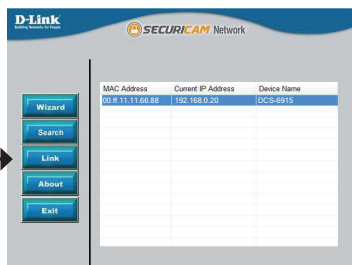 D-Link
Building Networks for People
SECURICAM Network
MAC Address Current IP Address Device Name
00.ff.11.11.66.88 192.168.0.20 DCS-6915
Wizard
Search
Link
About
Exit